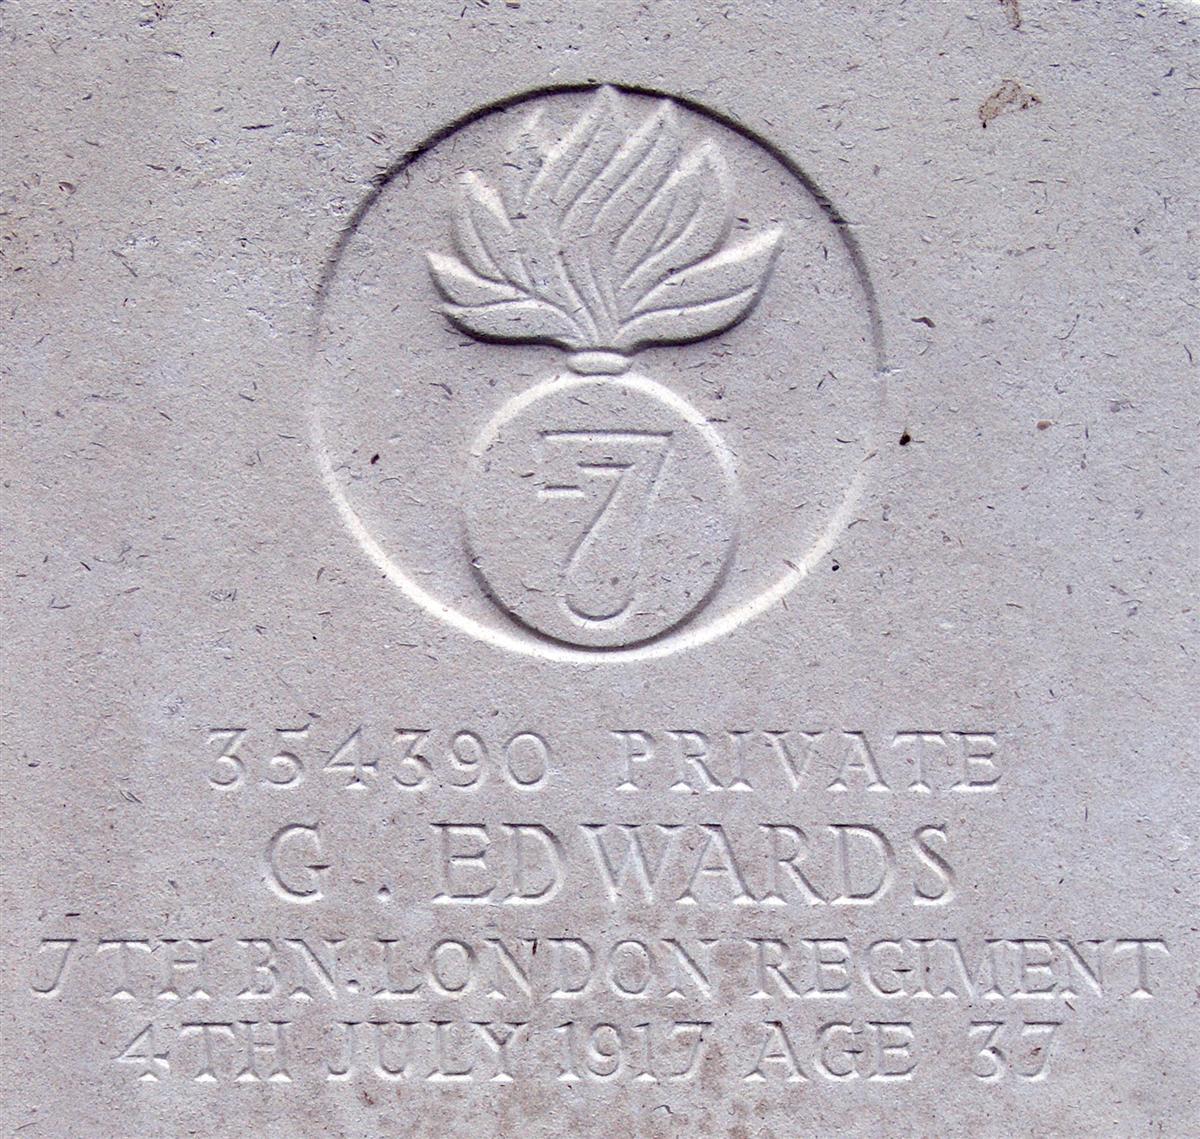 7
354390 PRIVATE
G. EDWARDS
7TH BN. LONDON REGIMENT
4TH JULY 1917 AGE 37